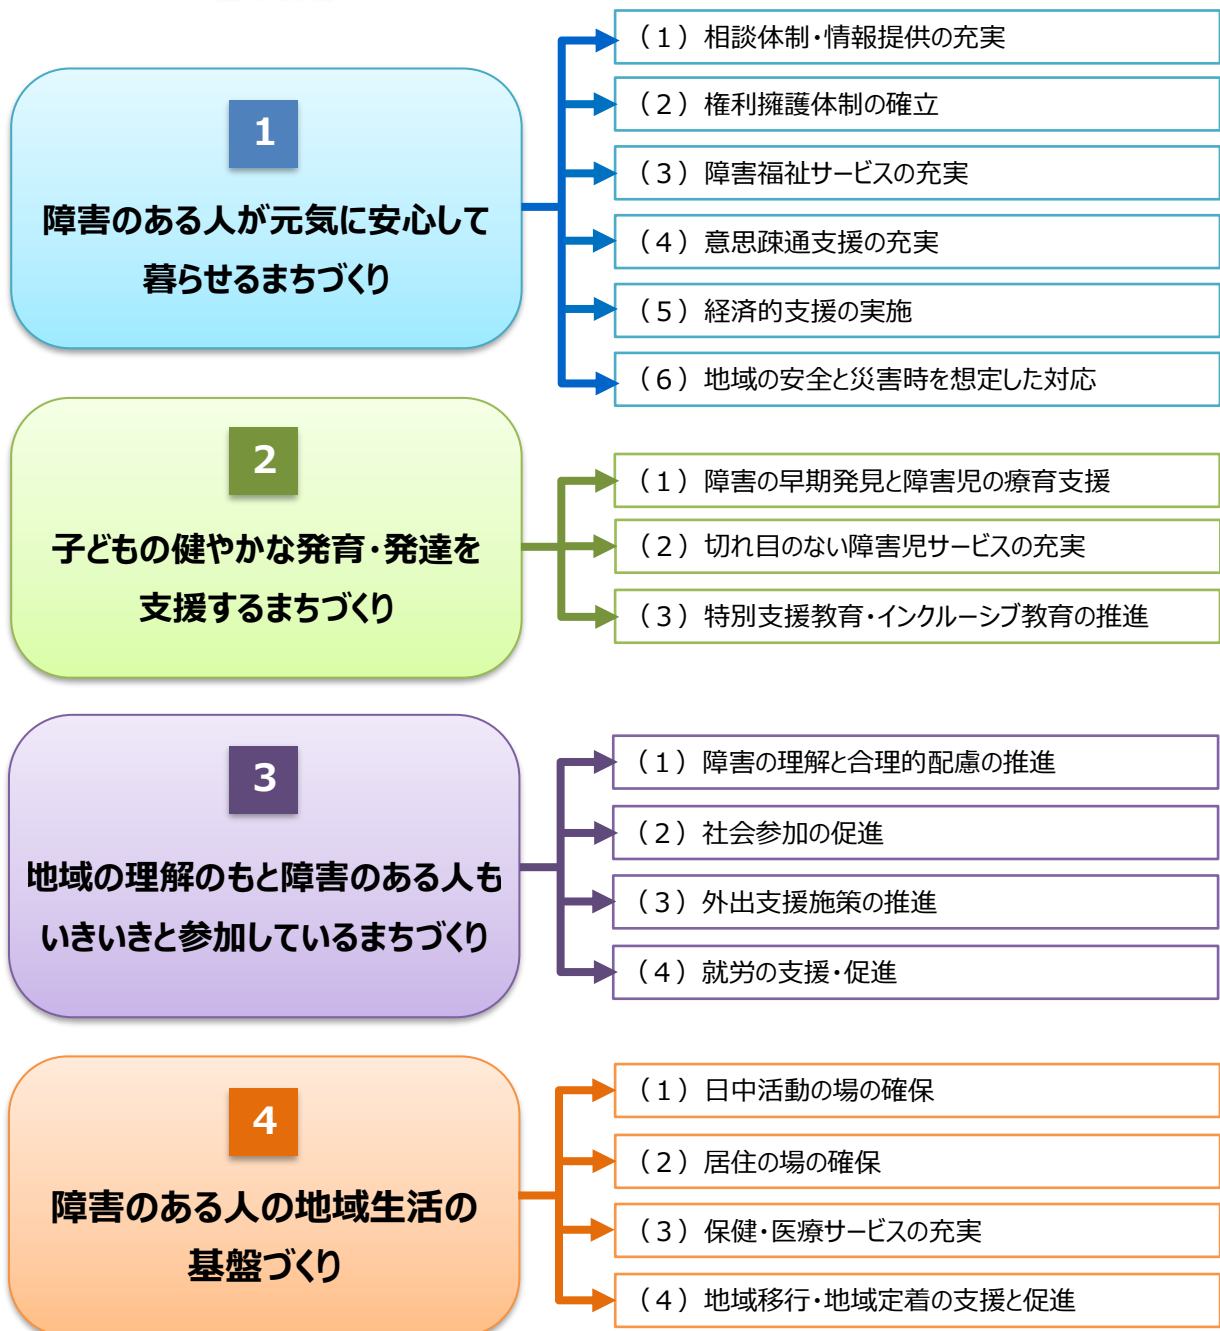 1
障害のある人が元気に安心して
暮らせるまちづくり
（１）相談体制・情報提供の充実
（２）権利擁護体制の確立
（３）障害福祉サービスの充実
（４）意思疎通支援の充実
（５）経済的支援の実施
（６）地域の安全と災害時を想定した対応
2
子どもの健やかな発育・発達を
支援するまちづくり
（１）障害の早期発見と障害児の療育支援
（２）切れ目のない障害児サービスの充実
（３）特別支援教育・インクルーシブ教育の推進
3
地域の理解のもと障害のある人も
いきいきと参加しているまちづくり
（１）障害の理解と合理的配慮の推進
（２）社会参加の促進
（３）外出支援施策の推進
（４）就労の支援・促進
4
障害のある人の地域生活の
基盤づくり
（１）日中活動の場の確保
（２）居住の場の確保
（３）保健・医療サービスの充実
（４）地域移行・地域定着の支援と促進